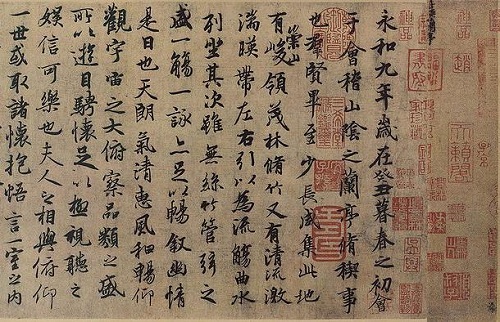 永和九年歲在癸丑暮春之初會
于會稽山陰之蘭亭脩稧事
也羣賢畢至少長咸集此地
有崇山峻領茂林脩竹又有清流激
湍暎帶左右引以為流觴曲水
列坐其次雖無絲竹管弦之
盛一觴一詠亦足以暢叙幽情
是日也天朗氣清惠風和暢仰
觀宇宙之大俯察品類之盛
所以遊目騁懷足以極視聽之
娛信可樂也夫人之相與俯仰
一世或取諸懷抱悟言一室之內